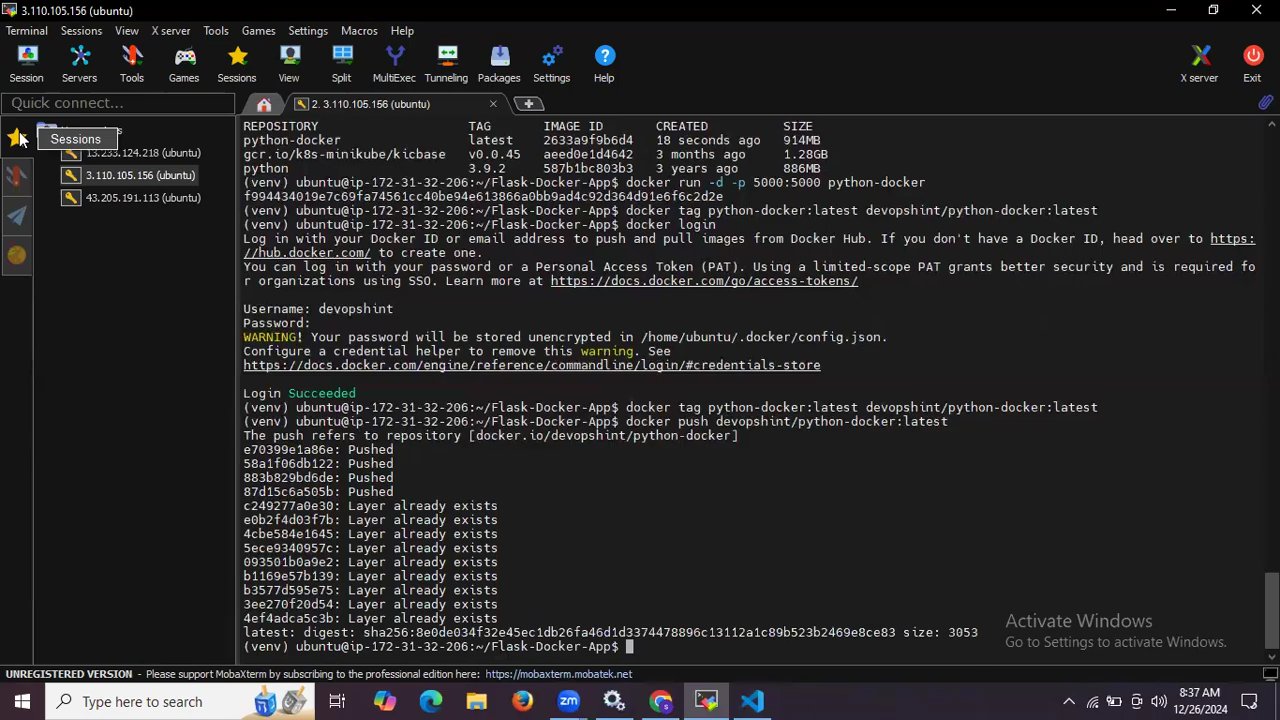 3.110.105.156 (ubuntu)
Terminal Sessions View X server Tools Games Settings Macros Help
Session Servers Tools Games Sessions View Split MultiExec Tunneling Packages Settings Help X server Exit
Quick connect...
2. 3.110.105.156 (ubuntu)
Sessions
13.233.124.218 (ubuntu)
3.110.105.156 (ubuntu)
43.205.191.113 (ubuntu)
REPOSITORY TAG IMAGE ID CREATED SIZE
python-docker latest 2633a9f9b6d4 18 seconds ago 914MB
gcr.io/k8s-minikube/kicbase v0.0.45 aeed0e1d4642 3 months ago 1.28GB
python 3.9.2 587b1bc803b3 3 years ago 886MB
(venv) ubuntu@ip-172-31-32-206:~/Flask-Docker-App$ docker run -d -p 5000:5000 python-docker
f994434019e7c69fa74561cc40be94e613866a0bb9ad4c92d364d91e6f6c2d2e
(venv) ubuntu@ip-172-31-32-206:~/Flask-Docker-App$ docker tag python-docker:latest devopshint/python-docker:latest
(venv) ubuntu@ip-172-31-32-206:~/Flask-Docker-App$ docker login
Log in with your Docker ID or email address to push and pull images from Docker Hub. If you don't have a Docker ID, head over to https:
//hub.docker.com/ to create one.
You can log in with your password or a Personal Access Token (PAT). Using a limited-scope PAT grants better security and is required fo
r organizations using SSO. Learn more at https://docs.docker.com/go/access-tokens/
Username: devopshint
Password:
WARNING! Your password will be stored unencrypted in /home/ubuntu/.docker/config.json.
Configure a credential helper to remove this warning. See
https://docs.docker.com/engine/reference/commandline/login/#credentials-store
Login Succeeded
(venv) ubuntu@ip-172-31-32-206:~/Flask-Docker-App$ docker tag python-docker:latest devopshint/python-docker:latest
(venv) ubuntu@ip-172-31-32-206:~/Flask-Docker-App$ docker push devopshint/python-docker:latest
The push refers to repository [docker.io/devopshint/python-docker]
e70399e1a86e: Pushed
58a1f06db122: Pushed
883b829bd6de: Pushed
87d15c6a505b: Pushed
c249277a0e30: Layer already exists
e0b2f4d03f7b: Layer already exists
4cbe584e1645: Layer already exists
5ece9340957c: Layer already exists
093501b0a9e2: Layer already exists
b1169e57b139: Layer already exists
b3577d595e75: Layer already exists
3ee270f20d54: Layer already exists
4ef4adca5c3b: Layer already exists
latest: digest: sha256:8e0de034f32e45ec1db26fa46d1d3374478896c13112a1c89b523b2469e8ce83 size: 3053
(venv) ubuntu@ip-172-31-32-206:~/Flask-Docker-App$
Activate Windows
Go to Settings to activate Windows.
UNREGISTERED VERSION - Please support MobaXterm by subscribing to the professional edition here: https://mobaxterm.mobatek.net
Type here to search
8:37 AM
12/26/2024